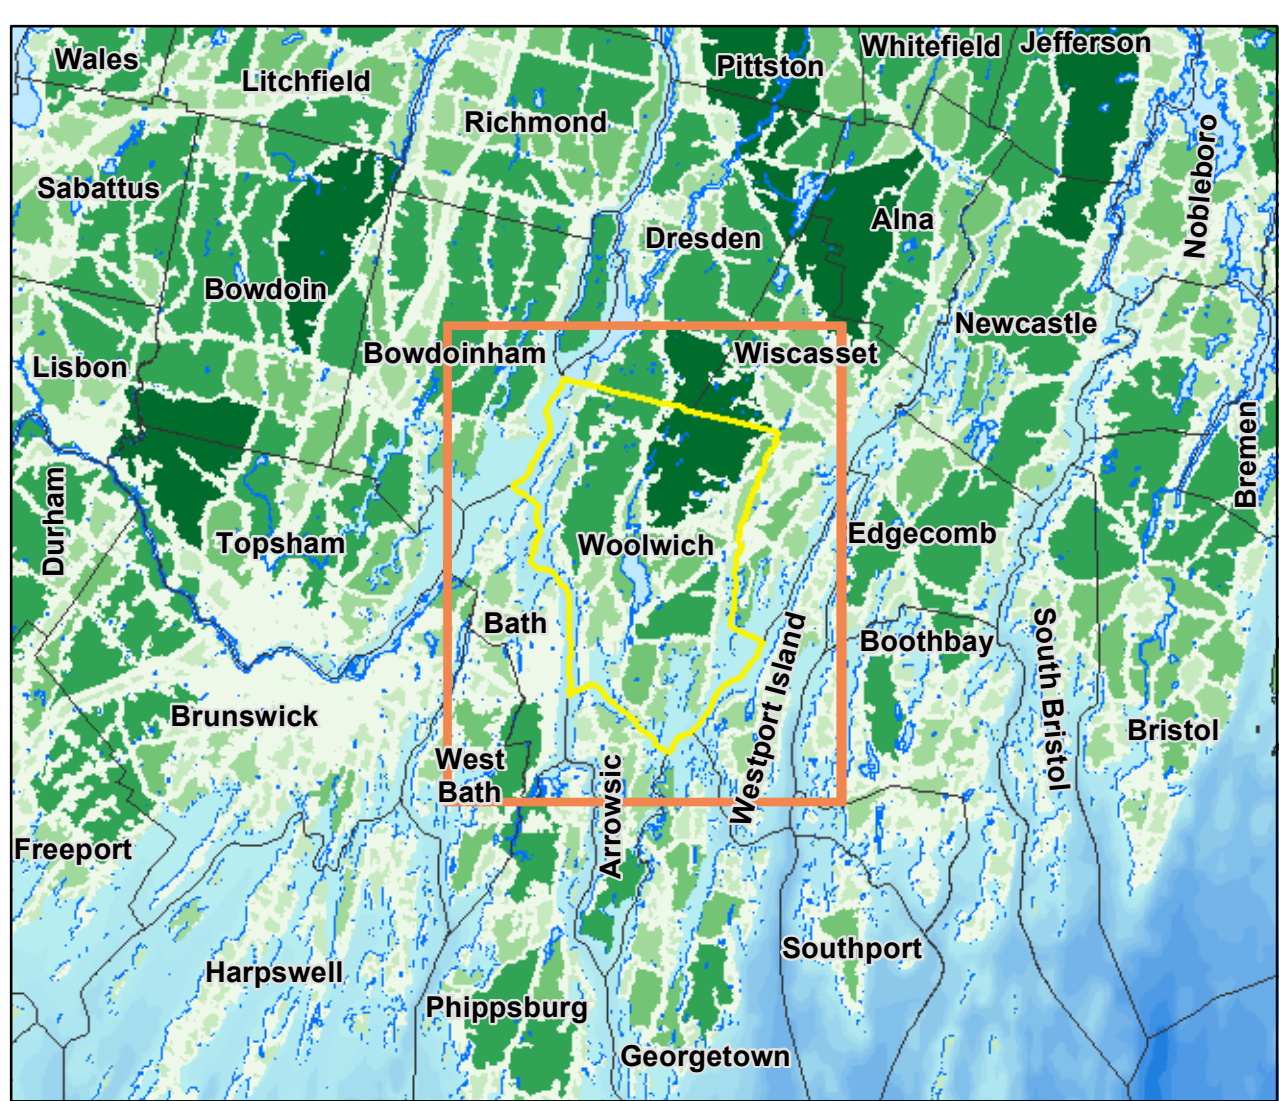 Wales
Litchfield
Pittston
Whitefield
Jefferson
Richmond
Sabattus
Nobleboro
Dresden
Alna
Bowdoin
Newcastle
Lisbon
Bowdoinham
Wiscasset
Bremen
Durham
Topsham
Woolwich
Edgecomb
Bath
Boothbay
South Bristol
Westport Island
Brunswick
Bristol
West
Bath
Arrowsic
Freeport
Southport
Harpswell
Phippsburg
Georgetown